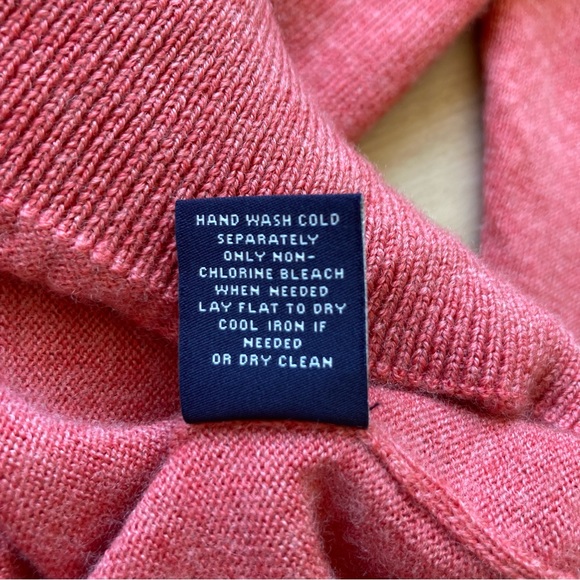 HAND WASH COLD
SEPARATELY
ONLY NON-
CHLORINE BLEACH
WHEN NEEDED
LAY FLAT TO DRY
COOL IRON IF
NEEDED
OR DRY CLEAN